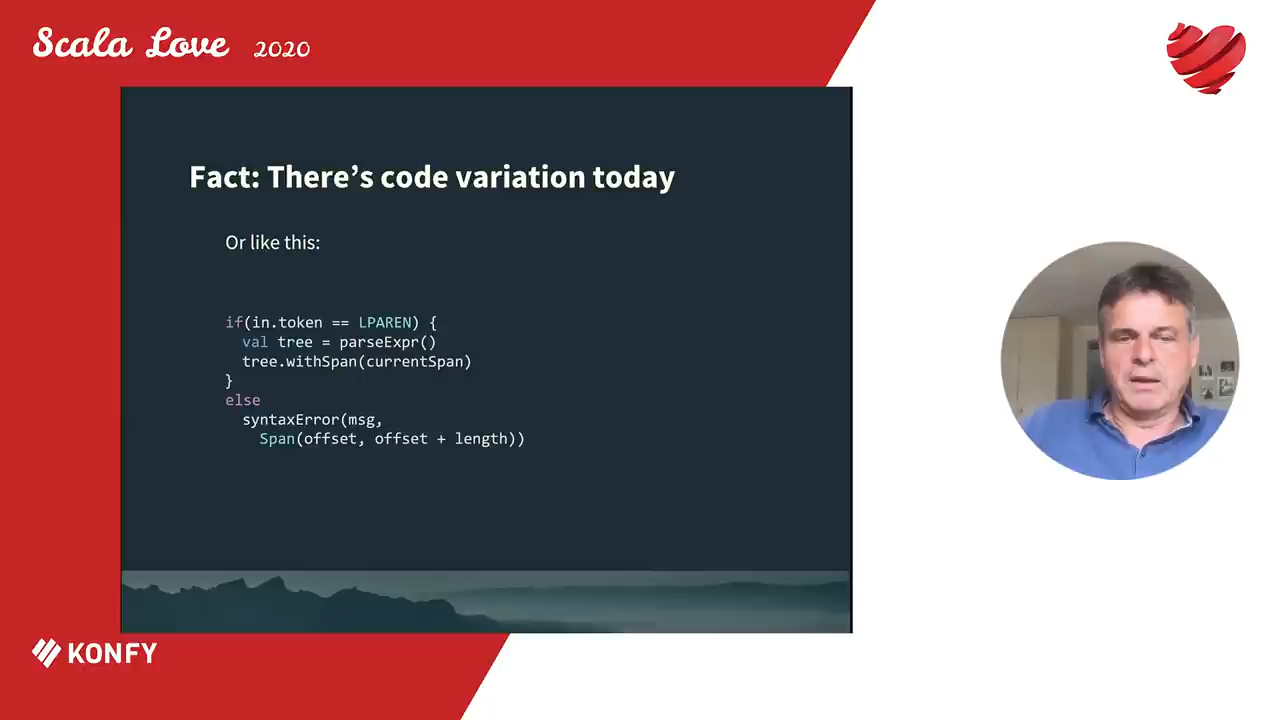 Scala Love 2020
Fact: There's code variation today
Or like this:
if(in.token == LPAREN) {
  val tree = parseExpr()
  tree.withSpan(currentSpan)
}
else
  syntaxError(msg,
    Span(offset, offset + length))
KONFY